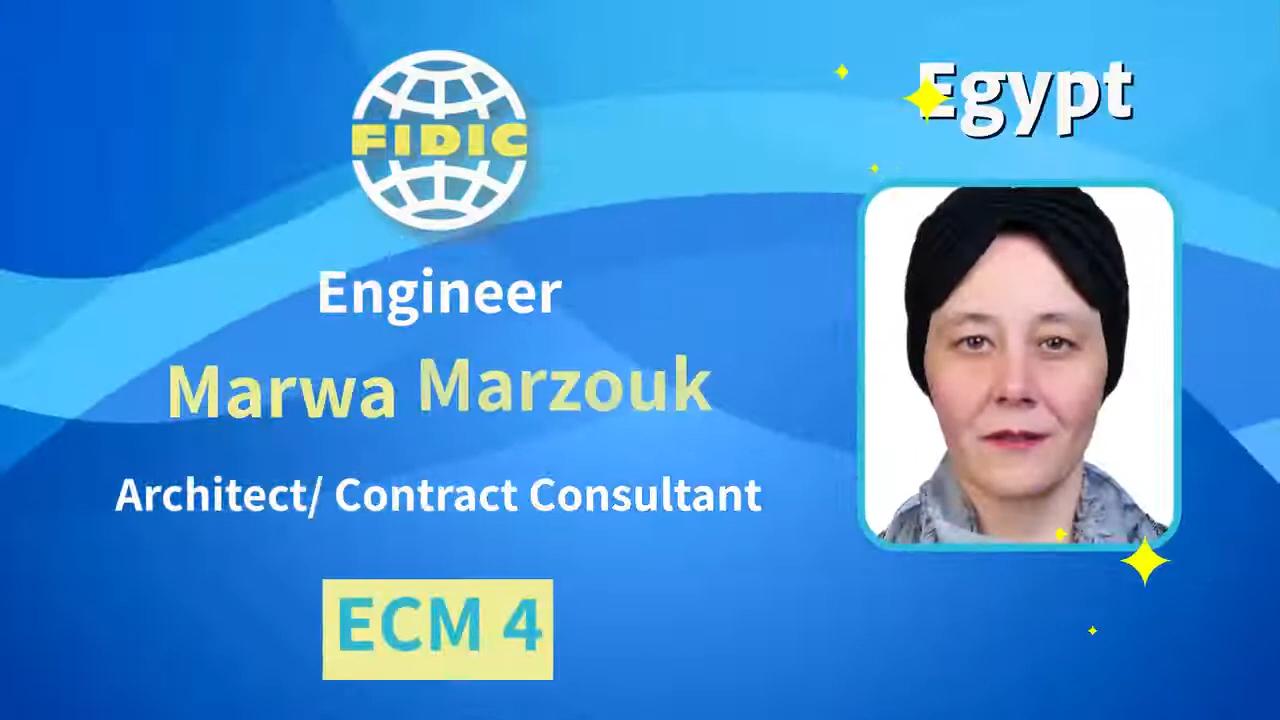 FIDIC
Egypt
Engineer
Marwa Marzouk
Architect/ Contract Consultant
ECM 4